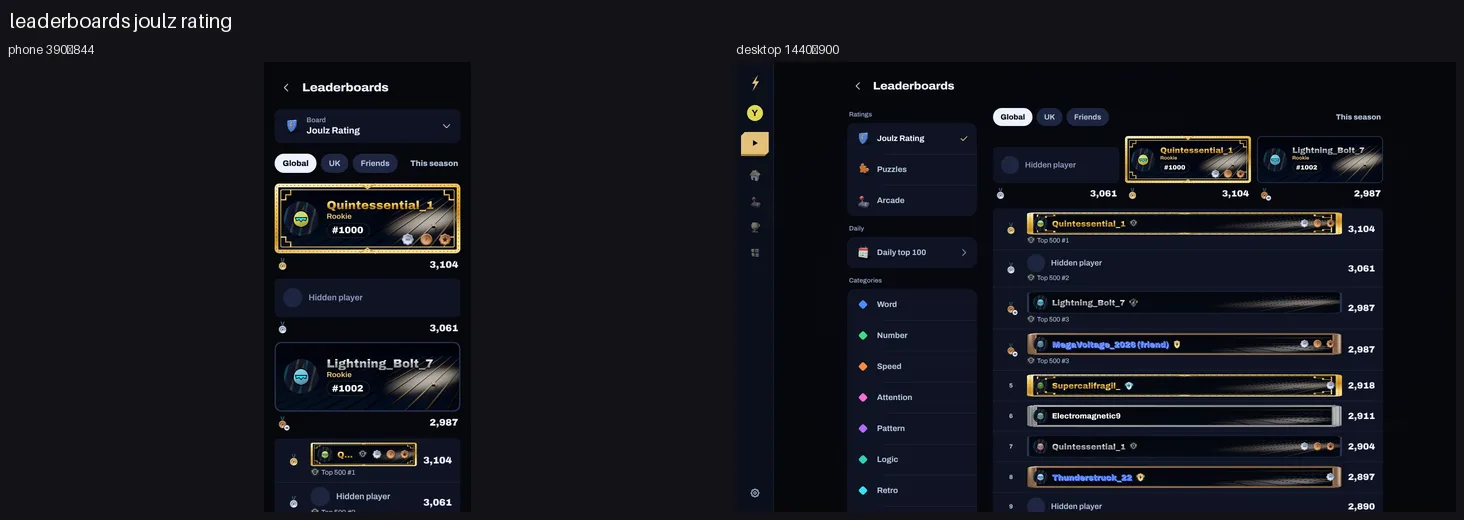 leaderboards joulz rating
phone 390844
Leaderboards
Board
Joulz Rating
Global
UK
Friends
This season
Quintessential_1
Rookie
#1000
3,104
Hidden player
3,061
Lightning_Bolt_7
Rookie
#1002
2,987
Q...
3,104
Top 500 #1
Hidden player
3,061
desktop 1440900
Y
Leaderboards
Ratings
Joulz Rating
Puzzles
Arcade
Daily
Daily top 100
Categories
Word
Number
Speed
Attention
Pattern
Logic
Retro
Global
UK
Friends
This season
Hidden player
3,061
Quintessential_1
Rookie
#1000
3,104
Lightning_Bolt_7
Rookie
#1002
2,987
Quintessential_1
3,104
Top 500 #1
Hidden player
3,061
Top 500 #2
Lightning_Bolt_7
2,987
Top 500 #3
MegaVoltage_2026 (friend)
2,987
Top 500 #3
5
Supercalifragil_
2,918
6
Electromagnetic9
2,911
7
Quintessential_1
2,904
8
Thunderstruck_22
2,897
9
Hidden player
2,890